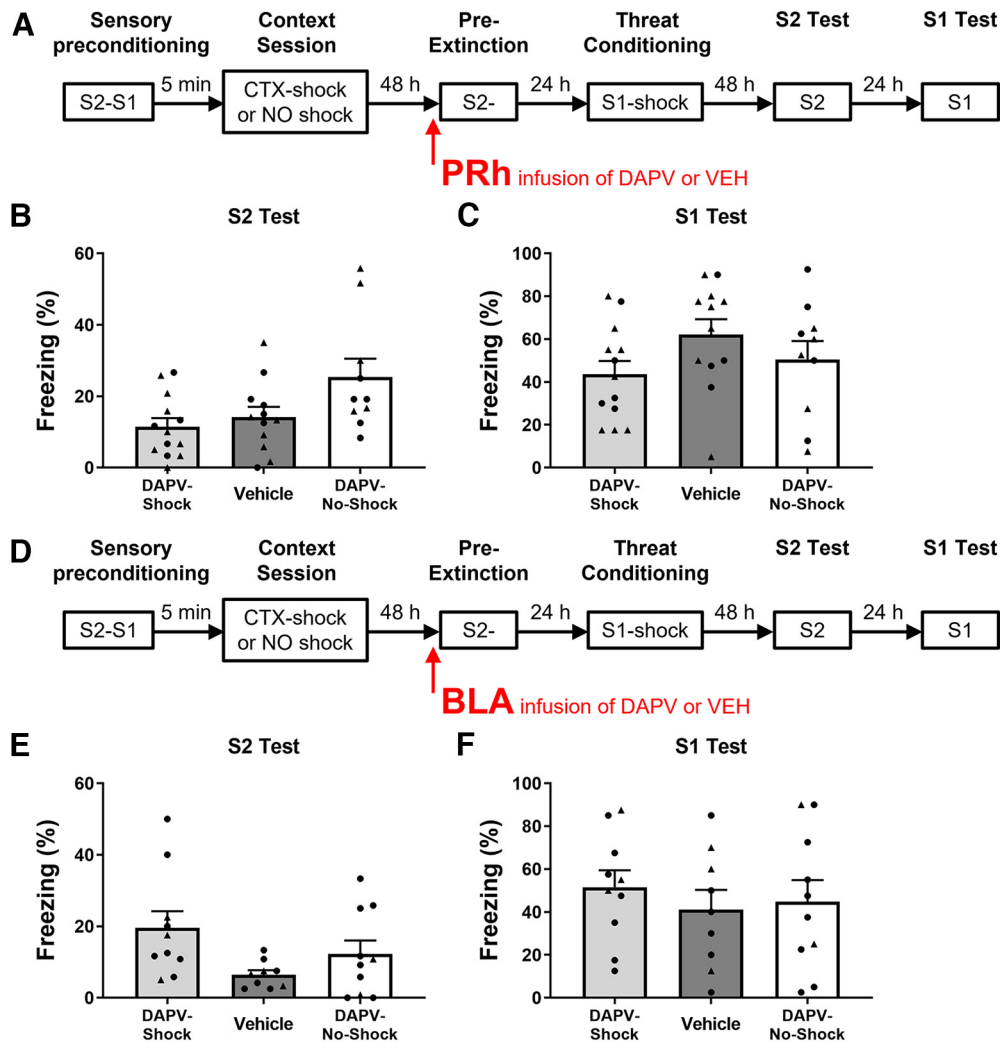 A
Sensory preconditioning
Context Session
Pre-Extinction
Threat Conditioning
S2 Test
S1 Test
S2-S1
5 min
CTX-shock or NO shock
48 h
S2-
24 h
S1-shock
48 h
S2
24 h
S1
PRh infusion of DAPV or VEH
B
S2 Test
Freezing (%)
60
40
20
0
DAPV-Shock
Vehicle
DAPV-No-Shock
C
S1 Test
Freezing (%)
100
80
60
40
20
0
DAPV-Shock
Vehicle
DAPV-No-Shock
D
Sensory preconditioning
Context Session
Pre-Extinction
Threat Conditioning
S2 Test
S1 Test
S2-S1
5 min
CTX-shock or NO shock
48 h
S2-
24 h
S1-shock
48 h
S2
24 h
S1
BLA infusion of DAPV or VEH
E
S2 Test
Freezing (%)
60
40
20
0
DAPV-Shock
Vehicle
DAPV-No-Shock
F
S1 Test
Freezing (%)
100
80
60
40
20
0
DAPV-Shock
Vehicle
DAPV-No-Shock